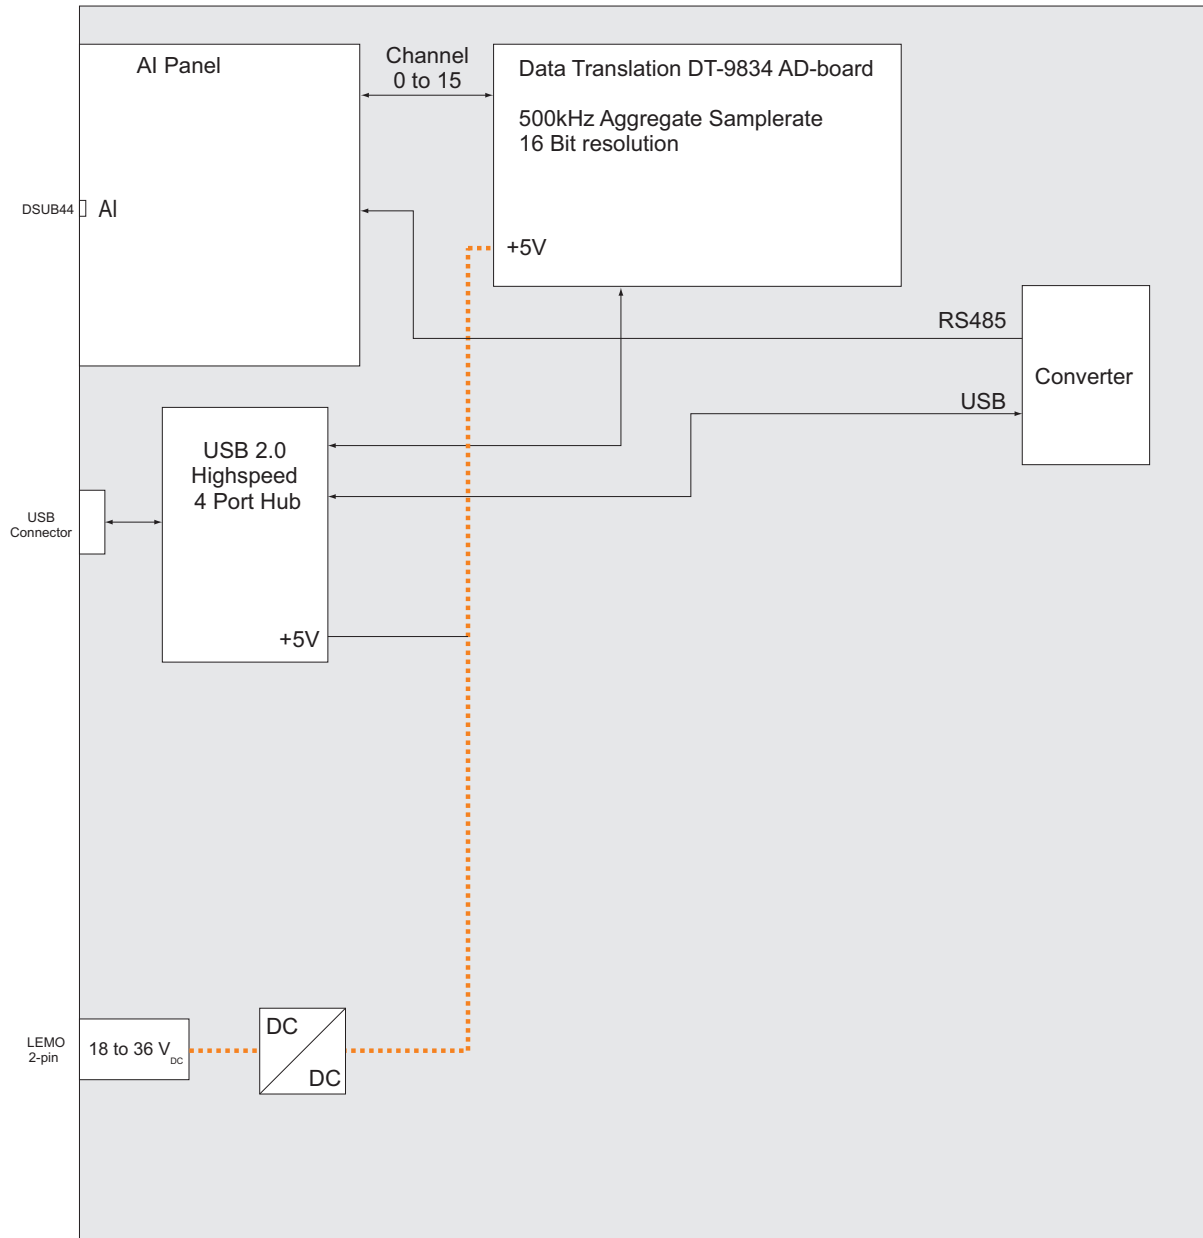 AI Panel
Channel
0 to 15
Data Translation DT-9834 AD-board
500kHz Aggregate Samplerate
16 Bit resolution
DSUB44
AI
+5V
RS485
Converter
USB
USB 2.0
Highspeed
4 Port Hub
USB
Connector
+5V
LEMO
2-pin
18 to 36 VDC
DC
DC